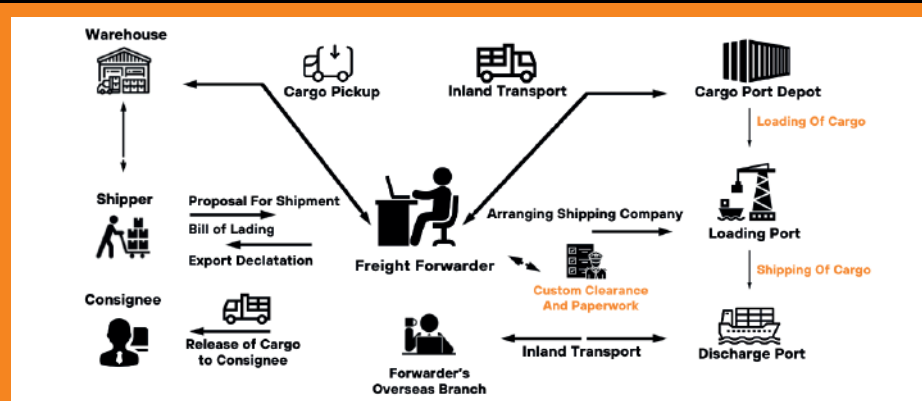 Warehouse
Cargo Pickup
Inland Transport
Cargo Port Depot
Loading Of Cargo
Shipper
Proposal For Shipment
Bill of Lading
Export Declatation
Freight Forwarder
Arranging Shipping Company
Loading Port
Custom Clearance
And Paperwork
Shipping Of Cargo
Consignee
Release of Cargo
to Consignee
Forwarder's
Overseas Branch
Inland Transport
Discharge Port